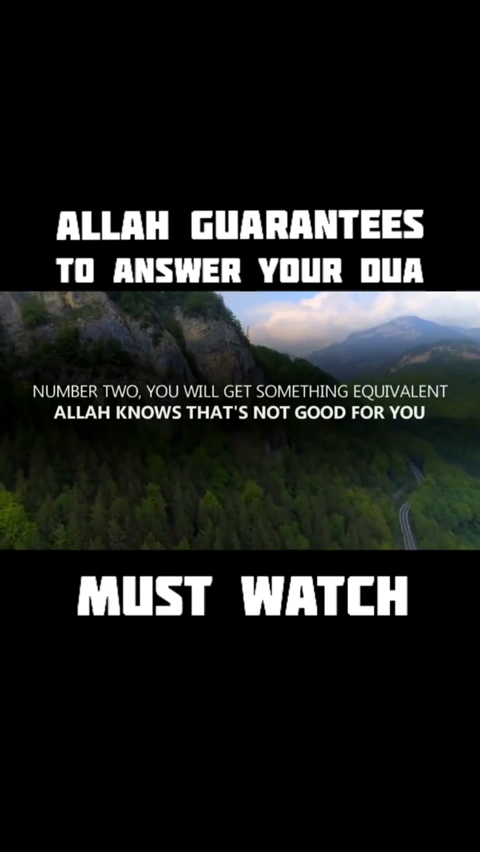 ALLAH GUARANTEES
TO ANSWER YOUR DUA
NUMBER TWO, YOU WILL GET SOMETHING EQUIVALENT
ALLAH KNOWS THAT'S NOT GOOD FOR YOU
MUST WATCH